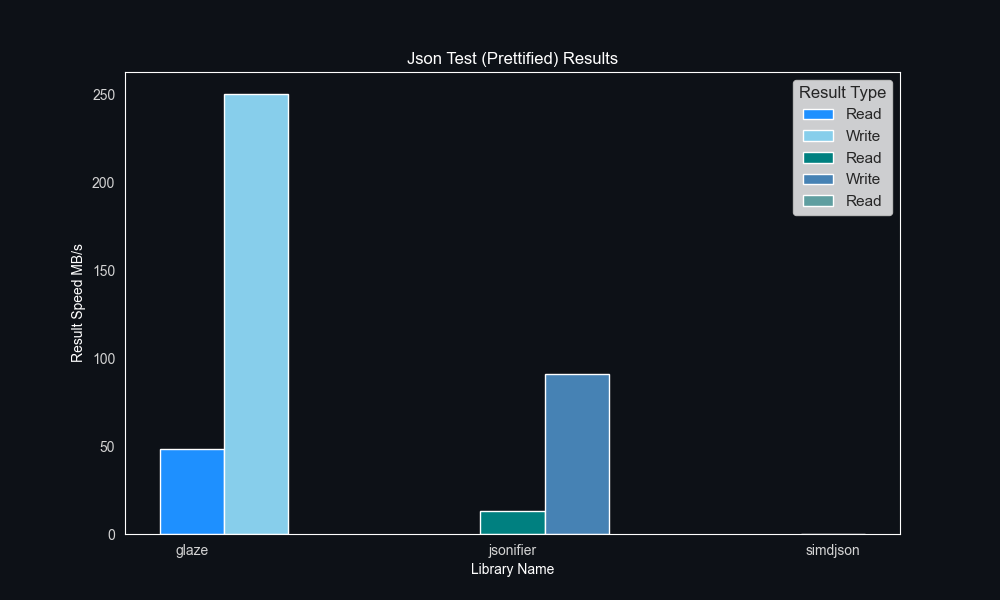 Json Test (Prettified) Results
Result Type
Read
Write
Read
Write
Read
250
200
150
100
50
0
Result Speed MB/s
glaze
jsonifier
simdjson
Library Name